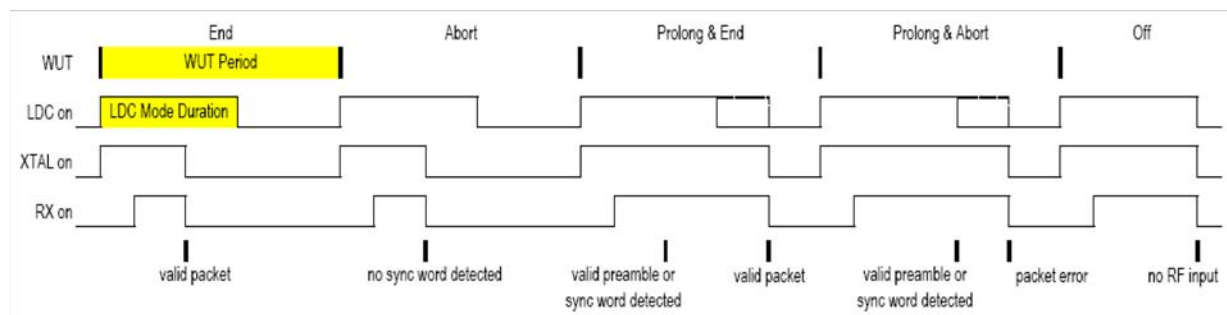 End Abort Prolong & End Prolong & Abort Off
WUT WUT Period
LDC on LDC Mode Duration
XTAL on
RX on
valid packet no sync word detected valid preamble or valid packet valid preamble or packet error no RF input
sync word detected sync word detected